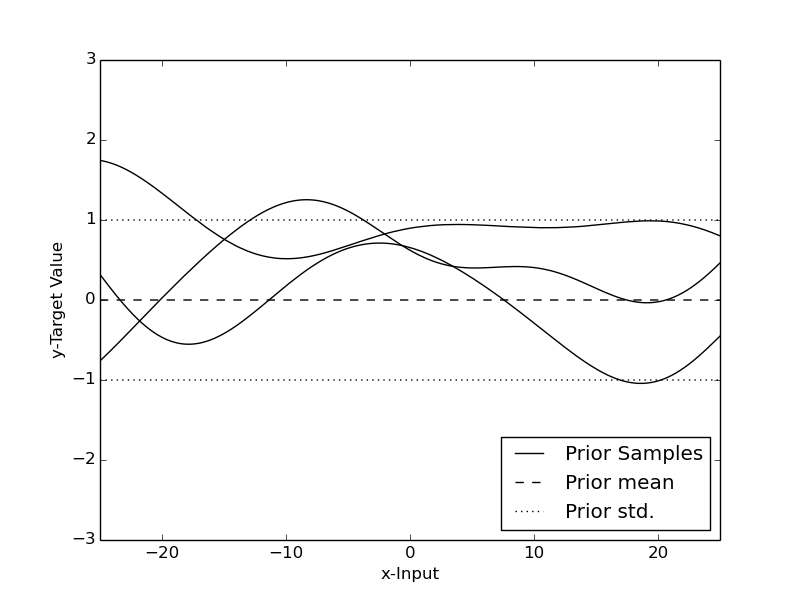 3
2
1
0
−1
−2
−3
y-Target Value
−20
−10
0
10
20
x-Input
Prior Samples
Prior mean
Prior std.